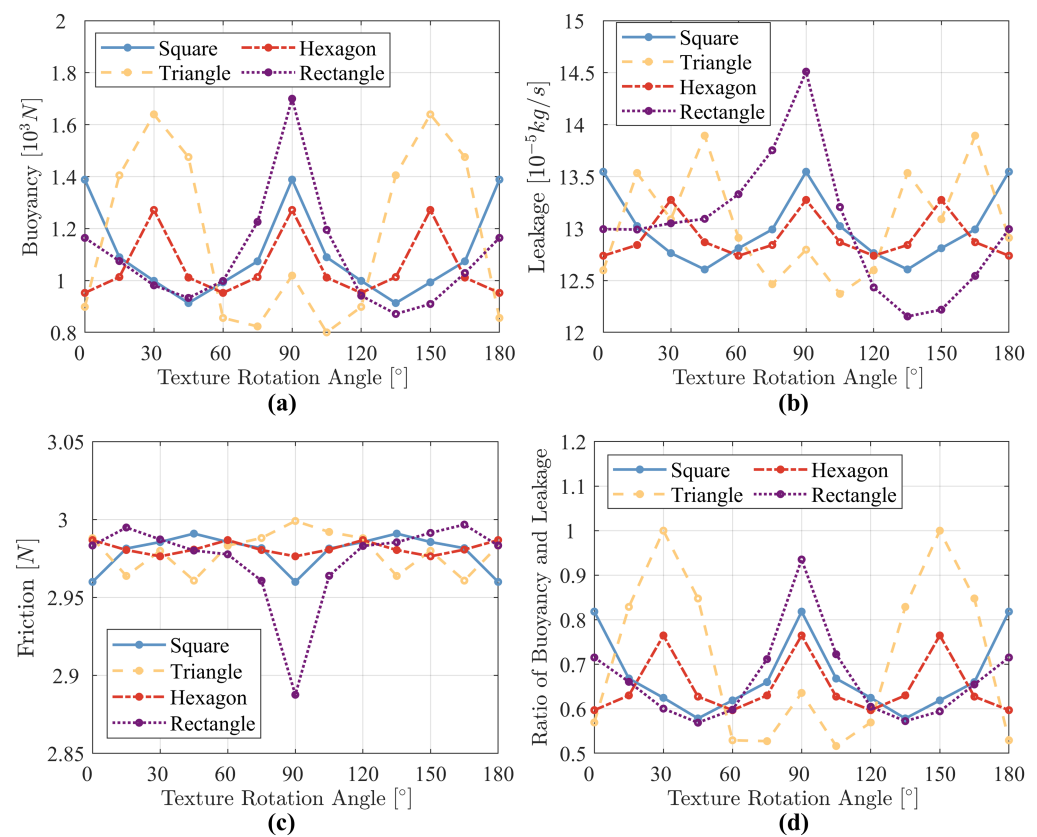 2
1.8
1.6
1.4
1.2
1
0.8
Buoyancy [10³N]
Square
Triangle
Hexagon
Rectangle
0 30 60 90 120 150 180
Texture Rotation Angle [°]
(a)
15
14.5
14
13.5
13
12.5
12
Leakage [10⁻⁵kg/s]
Square
Triangle
Hexagon
Rectangle
0 30 60 90 120 150 180
Texture Rotation Angle [°]
(b)
3.05
3
2.95
2.9
2.85
Friction [N]
Square
Triangle
Hexagon
Rectangle
0 30 60 90 120 150 180
Texture Rotation Angle [°]
(c)
1.2
1.1
1
0.9
0.8
0.7
0.6
0.5
Ratio of Buoyancy and Leakage
Square
Triangle
Hexagon
Rectangle
0 30 60 90 120 150 180
Texture Rotation Angle [°]
(d)